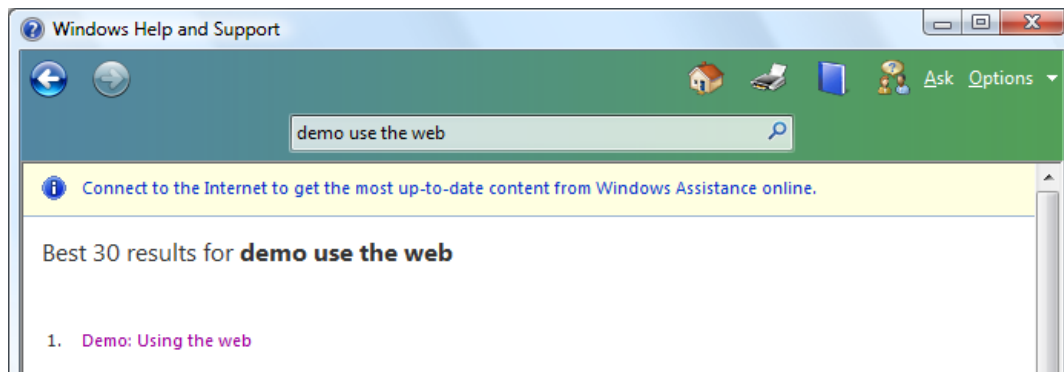 Windows Help and Support
Ask Options
demo use the web
Connect to the Internet to get the most up-to-date content from Windows Assistance online.
Best 30 results for demo use the web
1. Demo: Using the web